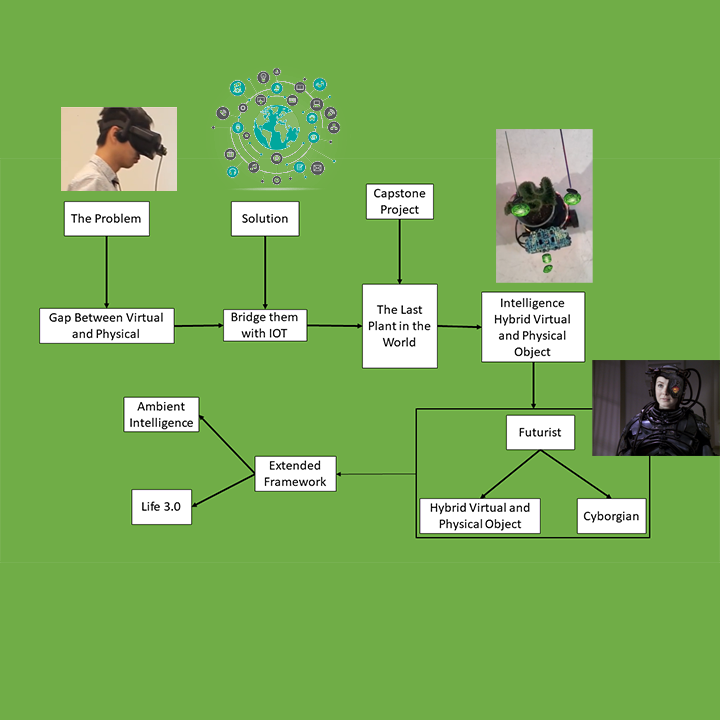 Capstone
Project
The Problem
Solution
Gap Between Virtual
and Physical
Bridge them
with IOT
The Last
Plant in the
World
Intelligence
Hybrid Virtual
and Physical
Object
Ambient
Intelligence
Futurist
Extended
Framework
Life 3.0
Hybrid Virtual and
Physical Object
Cyborgian